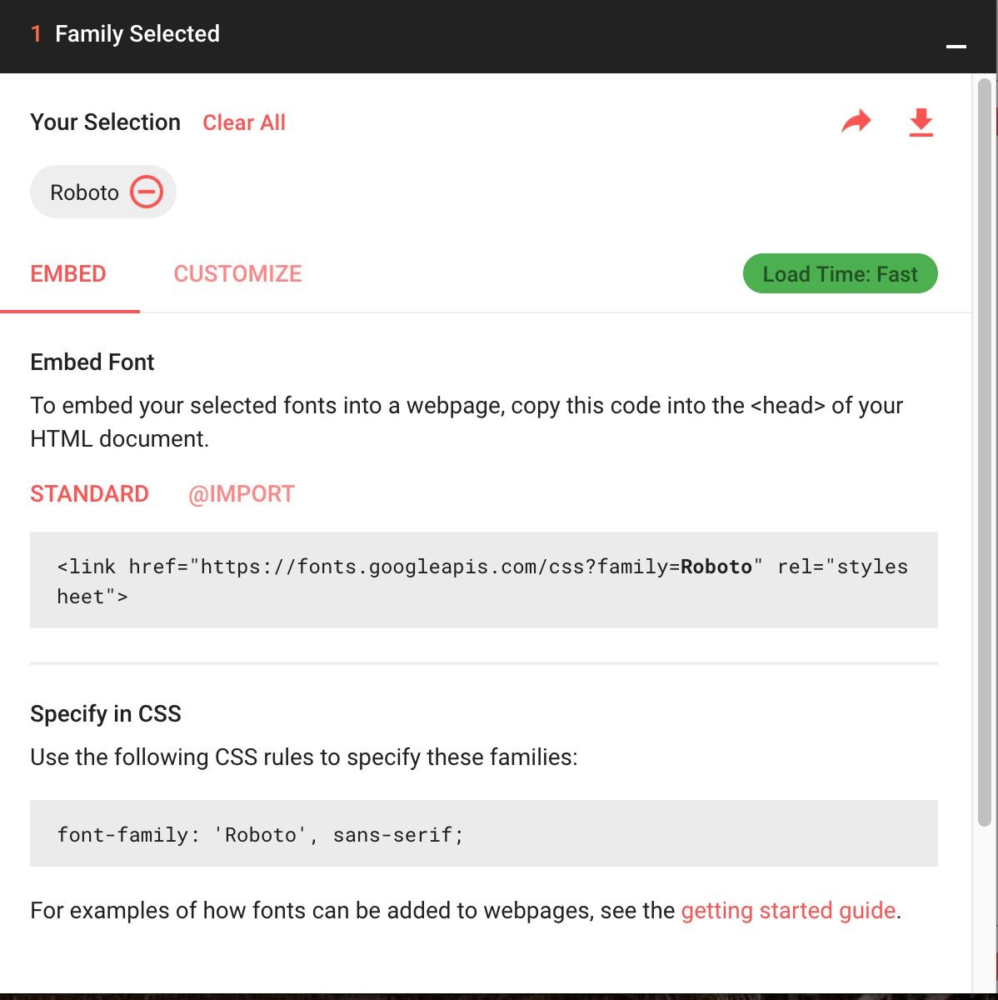 1 Family Selected
Your Selection Clear All
Roboto
EMBED CUSTOMIZE Load Time: Fast
Embed Font
To embed your selected fonts into a webpage, copy this code into the <head> of your
HTML document.
STANDARD @IMPORT
<link href="https://fonts.googleapis.com/css?family=Roboto" rel="styles
heet">
Specify in CSS
Use the following CSS rules to specify these families:
font-family: 'Roboto', sans-serif;
For examples of how fonts can be added to webpages, see the getting started guide.